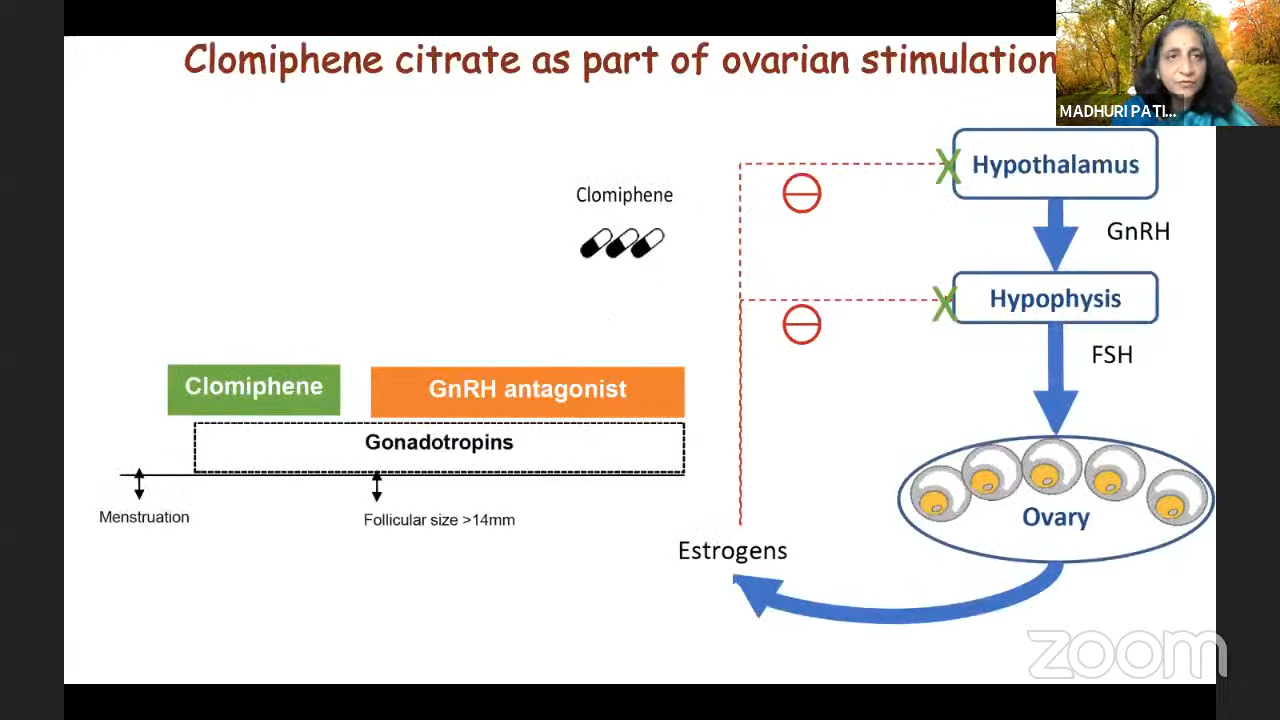 Clomiphene citrate as part of ovarian stimulation
MADHURI PATI...
Hypothalamus
Clomiphene
GnRH
Hypophysis
FSH
Clomiphene
GnRH antagonist
Gonadotropins
Menstruation
Follicular size >14mm
Ovary
Estrogens
zoom